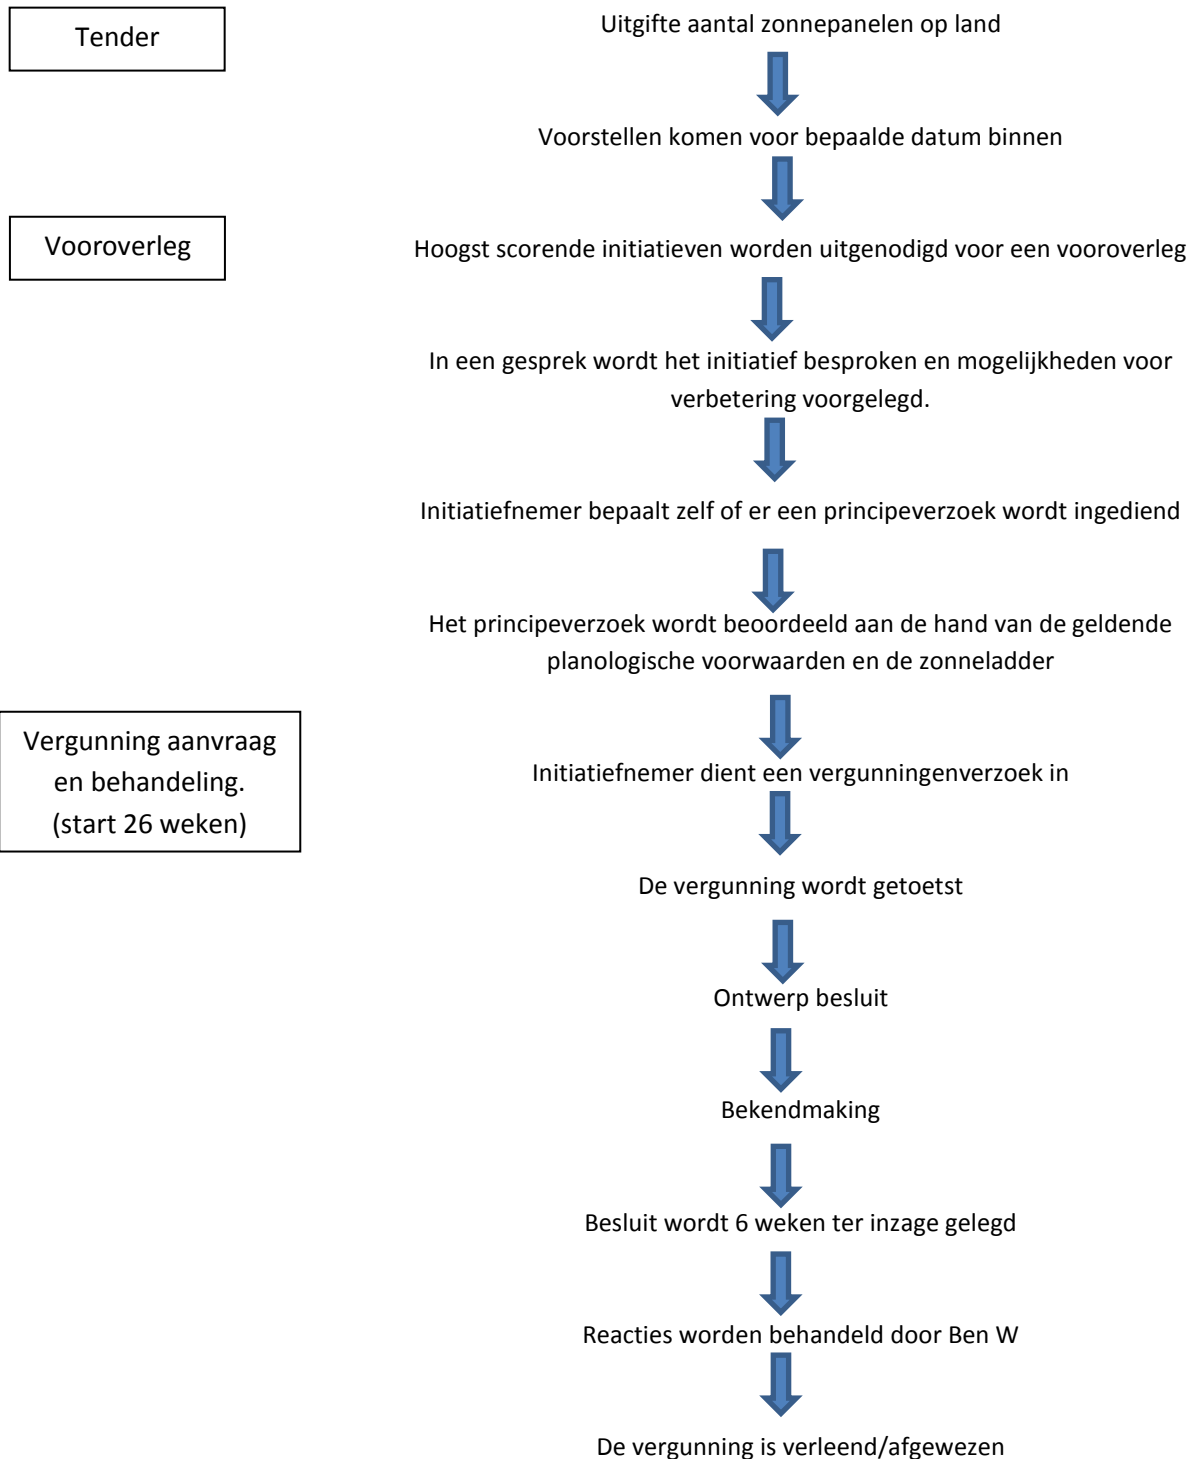 Tender
Uitgifte aantal zonnepanelen op land
Voorstellen komen voor bepaalde datum binnen
Vooroverleg
Hoogst scorende initiatieven worden uitgenodigd voor een vooroverleg
In een gesprek wordt het initiatief besproken en mogelijkheden voor
verbetering voorgelegd.
Initiatiefnemer bepaalt zelf of er een principeverzoek wordt ingediend
Het principeverzoek wordt beoordeeld aan de hand van de geldende
planologische voorwaarden en de zonneladder
Vergunning aanvraag
en behandeling.
(start 26 weken)
Initiatiefnemer dient een vergunningenverzoek in
De vergunning wordt getoetst
Ontwerp besluit
Bekendmaking
Besluit wordt 6 weken ter inzage gelegd
Reacties worden behandeld door Ben W
De vergunning is verleend/afgewezen